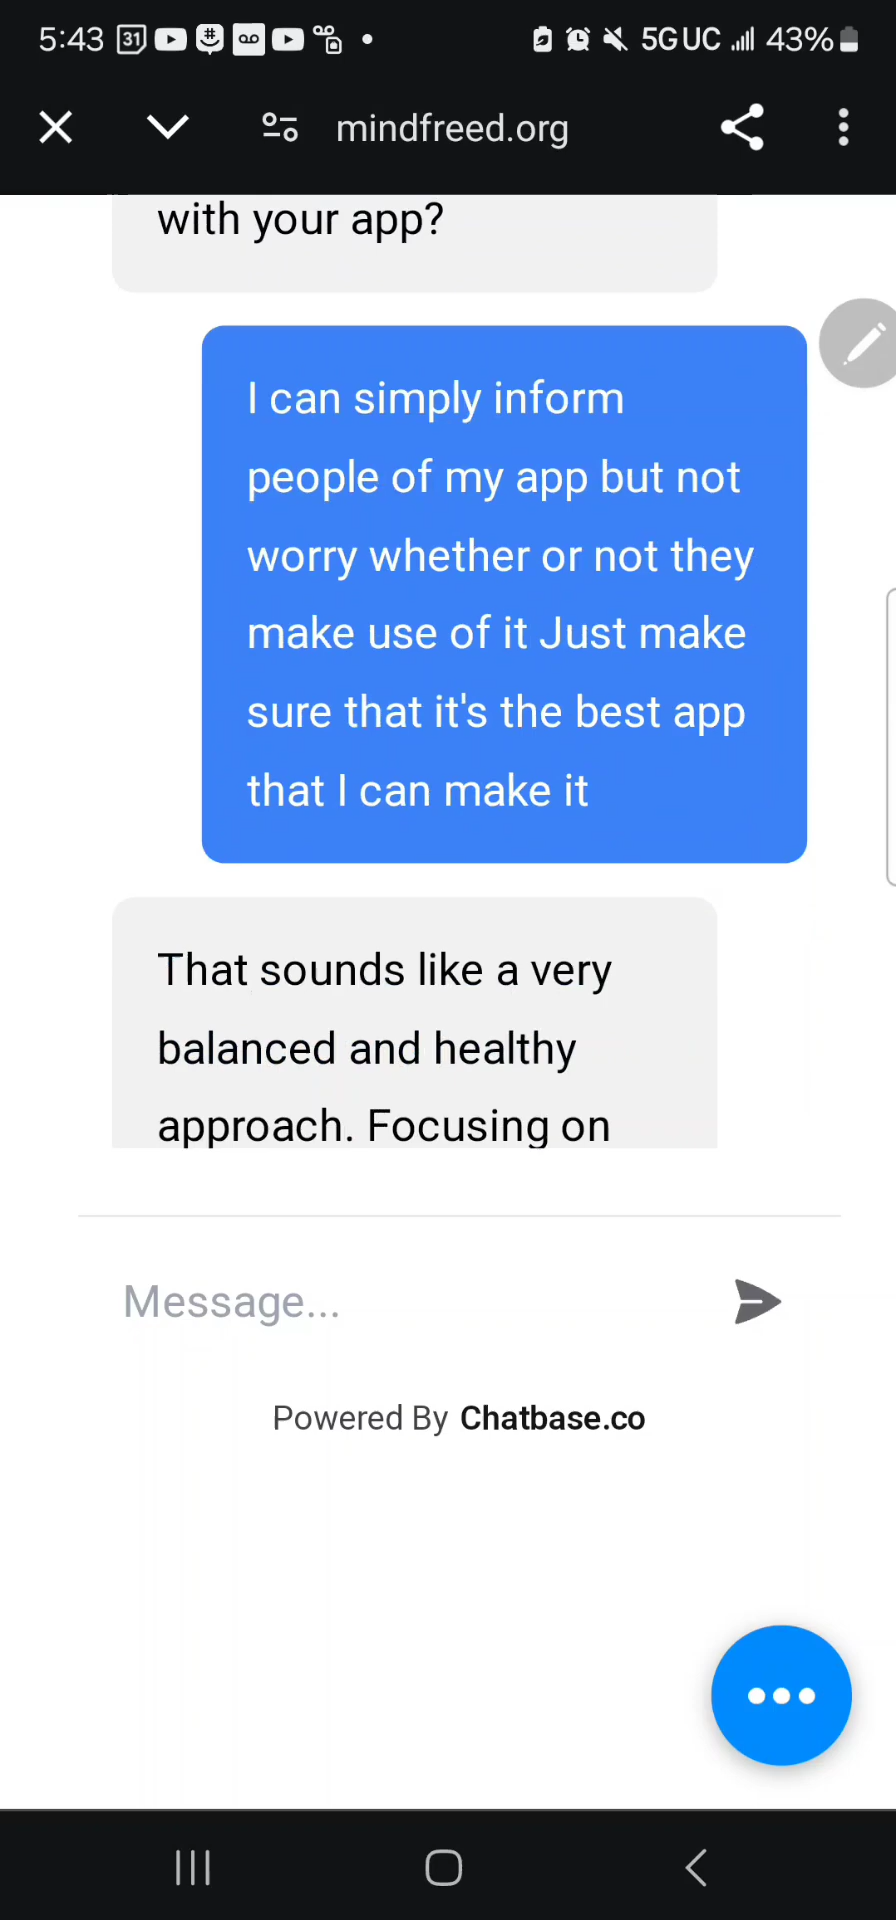 5:43 31 5G UC 43%
mindfreed.org
with your app?
I can simply inform
people of my app but not
worry whether or not they
make use of it Just make
sure that it's the best app
that I can make it
That sounds like a very
balanced and healthy
approach. Focusing on
Message...
Powered By Chatbase.co